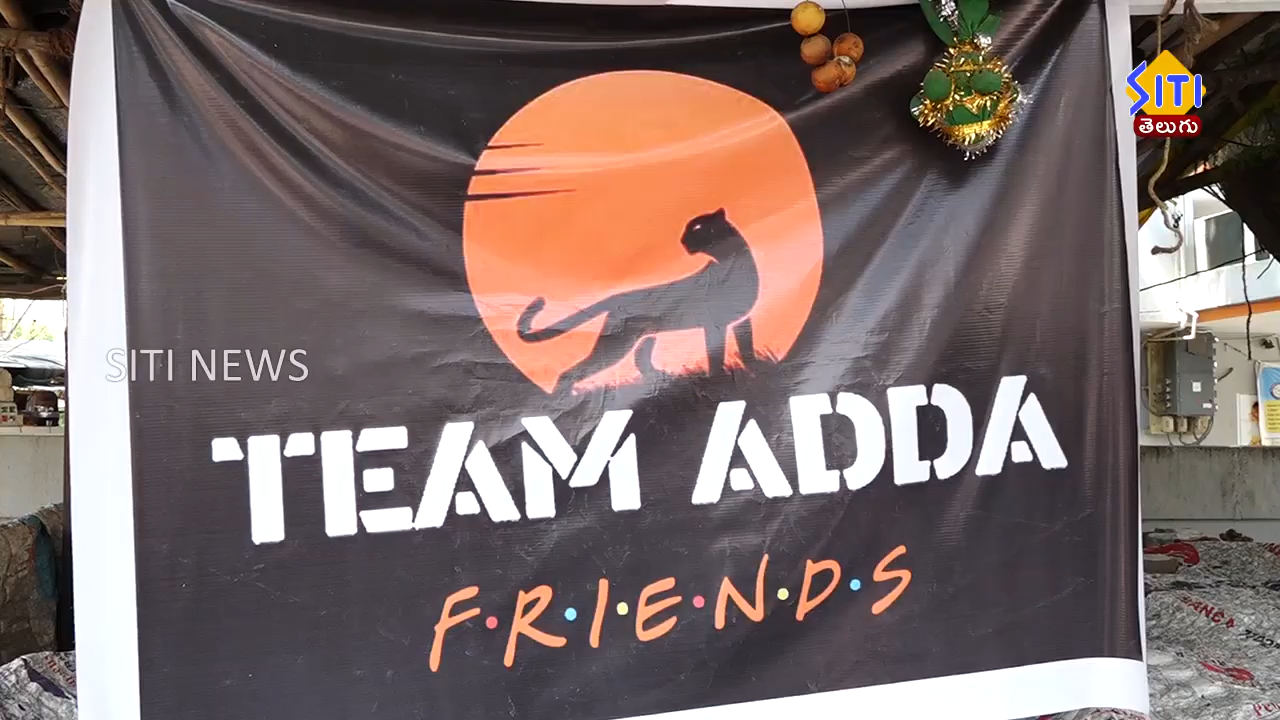 SITI
తెలుగు
SITI NEWS
TEAM ADDA
F·R·I·E·N·D·S